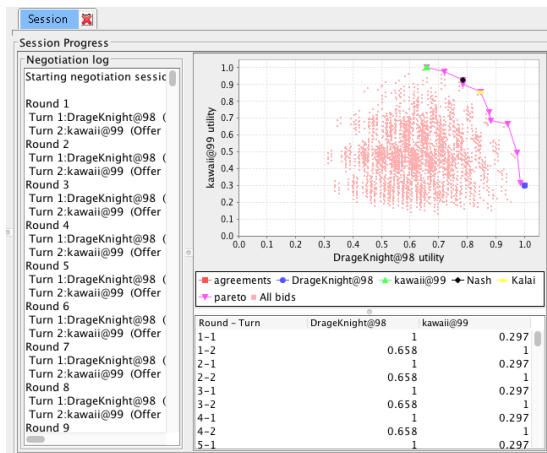 Session
Session Progress
Negotiation log
Starting negotiation sessic
Round 1
Turn 1:DrageKnight@98 (
Turn 2:kawaii@99 (Offer
Round 2
Turn 1:DrageKnight@98 (
Turn 2:kawaii@99 (Offer
Round 3
Turn 1:DrageKnight@98 (
Turn 2:kawaii@99 (Offer
Round 4
Turn 1:DrageKnight@98 (
Turn 2:kawaii@99 (Offer
Round 5
Turn 1:DrageKnight@98 (
Turn 2:kawaii@99 (Offer
Round 6
Turn 1:DrageKnight@98 (
Turn 2:kawaii@99 (Offer
Round 7
Turn 1:DrageKnight@98 (
Turn 2:kawaii@99 (Offer
Round 8
Turn 1:DrageKnight@98 (
Turn 2:kawaii@99 (Offer
Round 9
kawaii@99 utility
1.0
0.9
0.8
0.7
0.6
0.5
0.4
0.3
0.2
0.1
0.0
0.0 0.1 0.2 0.3 0.4 0.5 0.6 0.7 0.8 0.9 1.0
DrageKnight@98 utility
agreements DrageKnight@98 kawaii@99 Nash Kalai
pareto All bids
Round - Turn DrageKnight@98 kawaii@99
1-1 1 0.297
1-2 0.658 1
2-1 1 0.297
2-2 0.658 1
3-1 1 0.297
3-2 0.658 1
4-1 1 0.297
4-2 0.658 1
5-1 1 0.297